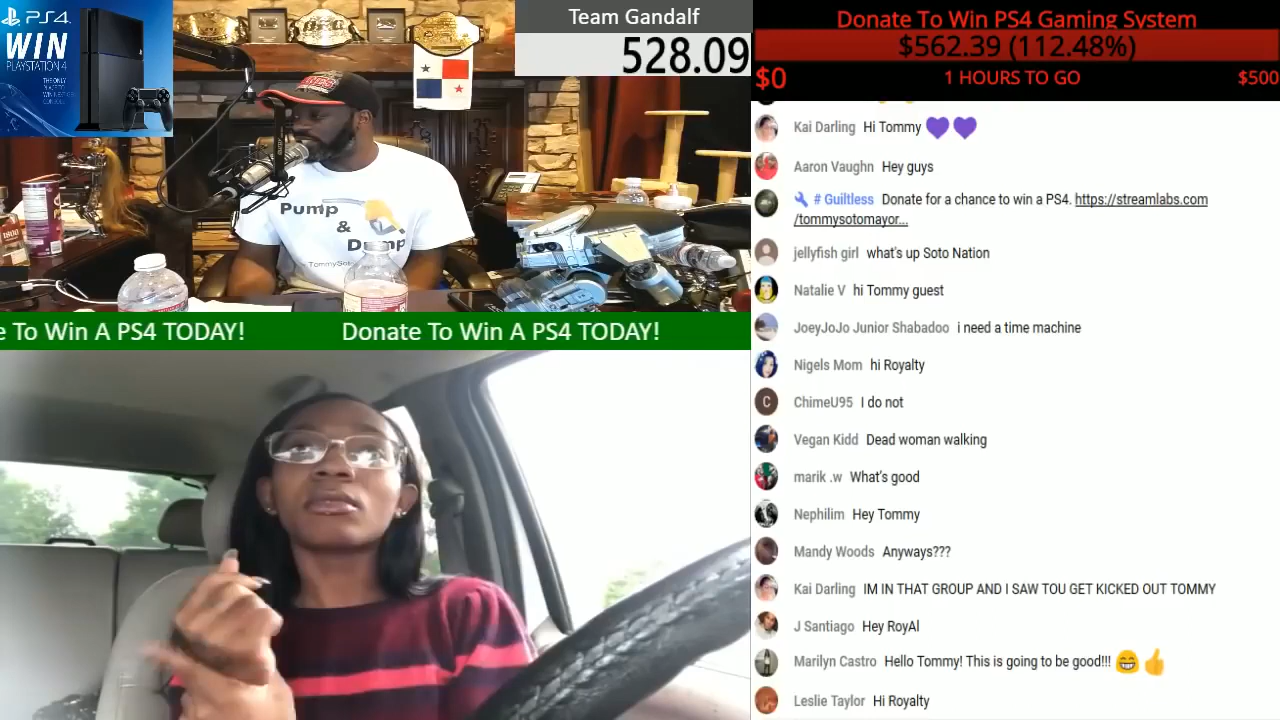 PS4
WIN
PLAYSTATION 4
Team Gandalf
528.09
Pump
&
Dump
1800
e To Win A PS4 TODAY!
Donate To Win A PS4 TODAY!
Donate To Win PS4 Gaming System
$562.39 (112.48%)
$0
1 HOURS TO GO
$500
Kai Darling Hi Tommy 💜💜
Aaron Vaughn Hey guys
# Guiltless Donate for a chance to win a PS4. https://streamlabs.com
/tommysotomayor...
jellyfish girl what's up Soto Nation
Natalie V hi Tommy guest
JoeyJoJo Junior Shabadoo i need a time machine
Nigels Mom hi Royalty
C
ChimeU95 I do not
Vegan Kidd Dead woman walking
marik .w What's good
Nephilim Hey Tommy
Mandy Woods Anyways???
Kai Darling IM IN THAT GROUP AND I SAW TOU GET KICKED OUT TOMMY
J Santiago Hey RoyAl
Marilyn Castro Hello Tommy! This is going to be good!!! 😁👍
Leslie Taylor Hi Royalty